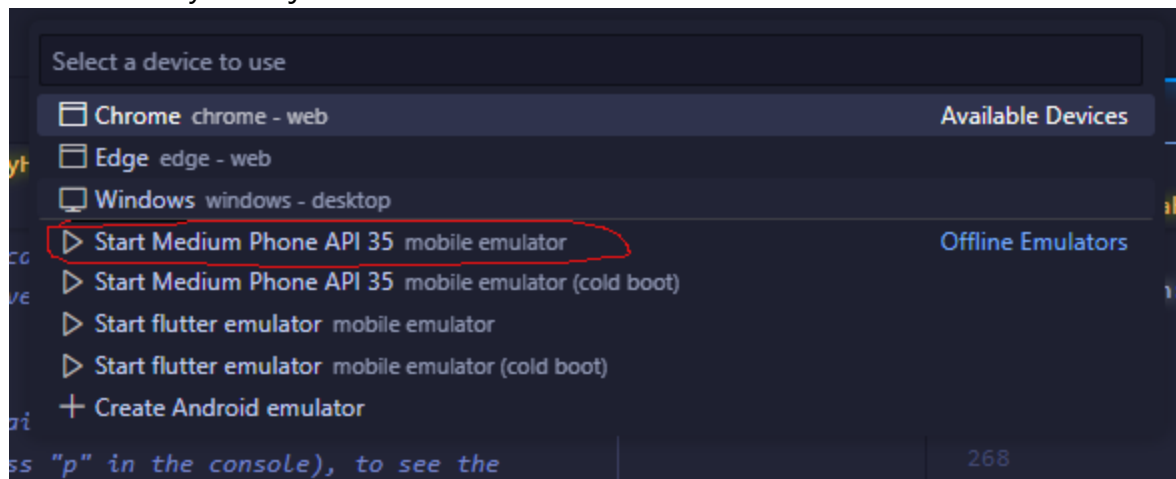 Select a device to use
Chrome chrome - web Available Devices
Edge edge - web
Windows windows - desktop
Start Medium Phone API 35 mobile emulator Offline Emulators
Start Medium Phone API 35 mobile emulator (cold boot)
Start flutter emulator mobile emulator
Start flutter emulator mobile emulator (cold boot)
Create Android emulator
ss "p" in the console), to see the 268